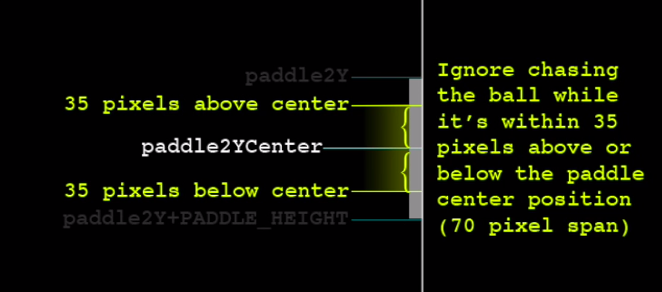 paddle2Y
35 pixels above center
paddle2YCenter
35 pixels below center
paddle2Y+PADDLE_HEIGHT
Ignore chasing
the ball while
it's within 35
pixels above or
below the paddle
center position
(70 pixel span)